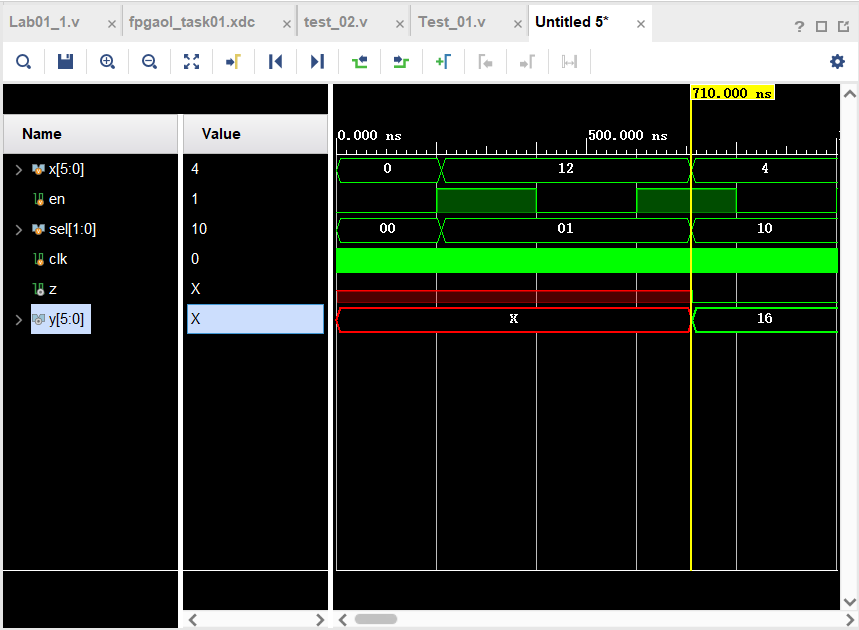 Lab01_1.v × fpgaol_task01.xdc × test_02.v × Test_01.v × Untitled 5* ×
?
710.000 ns
Name Value
0.000 ns 500.000 ns
x[5:0] 4 0 12 4
en 1
sel[1:0] 10 00 01 10
clk 0
z X
y[5:0] X X 16